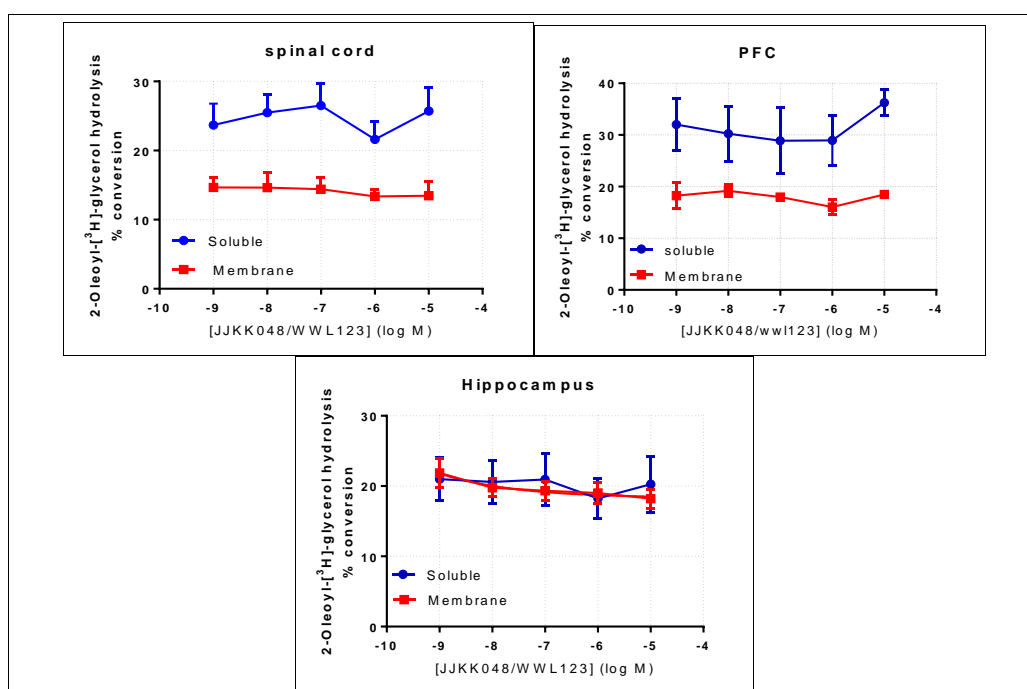 spinal cord
2-Oleoyl-[³H]-glycerol hydrolysis
% conversion
30
20
10
0
Soluble
Membrane
-10 -9 -8 -7 -6 -5 -4
[JJKK048/WWL123] (log M)
PFC
2-Oleoyl-[³H]-glycerol hydrolysis
% conversion
40
30
20
10
0
soluble
Membrane
-10 -9 -8 -7 -6 -5 -4
[JJKK048/wwl123] (log M)
Hippocampus
2-Oleoyl-[³H]-glycerol hydrolysis
% conversion
30
20
10
0
Soluble
Membrane
-10 -9 -8 -7 -6 -5 -4
[JJKK048/WWL123] (log M)